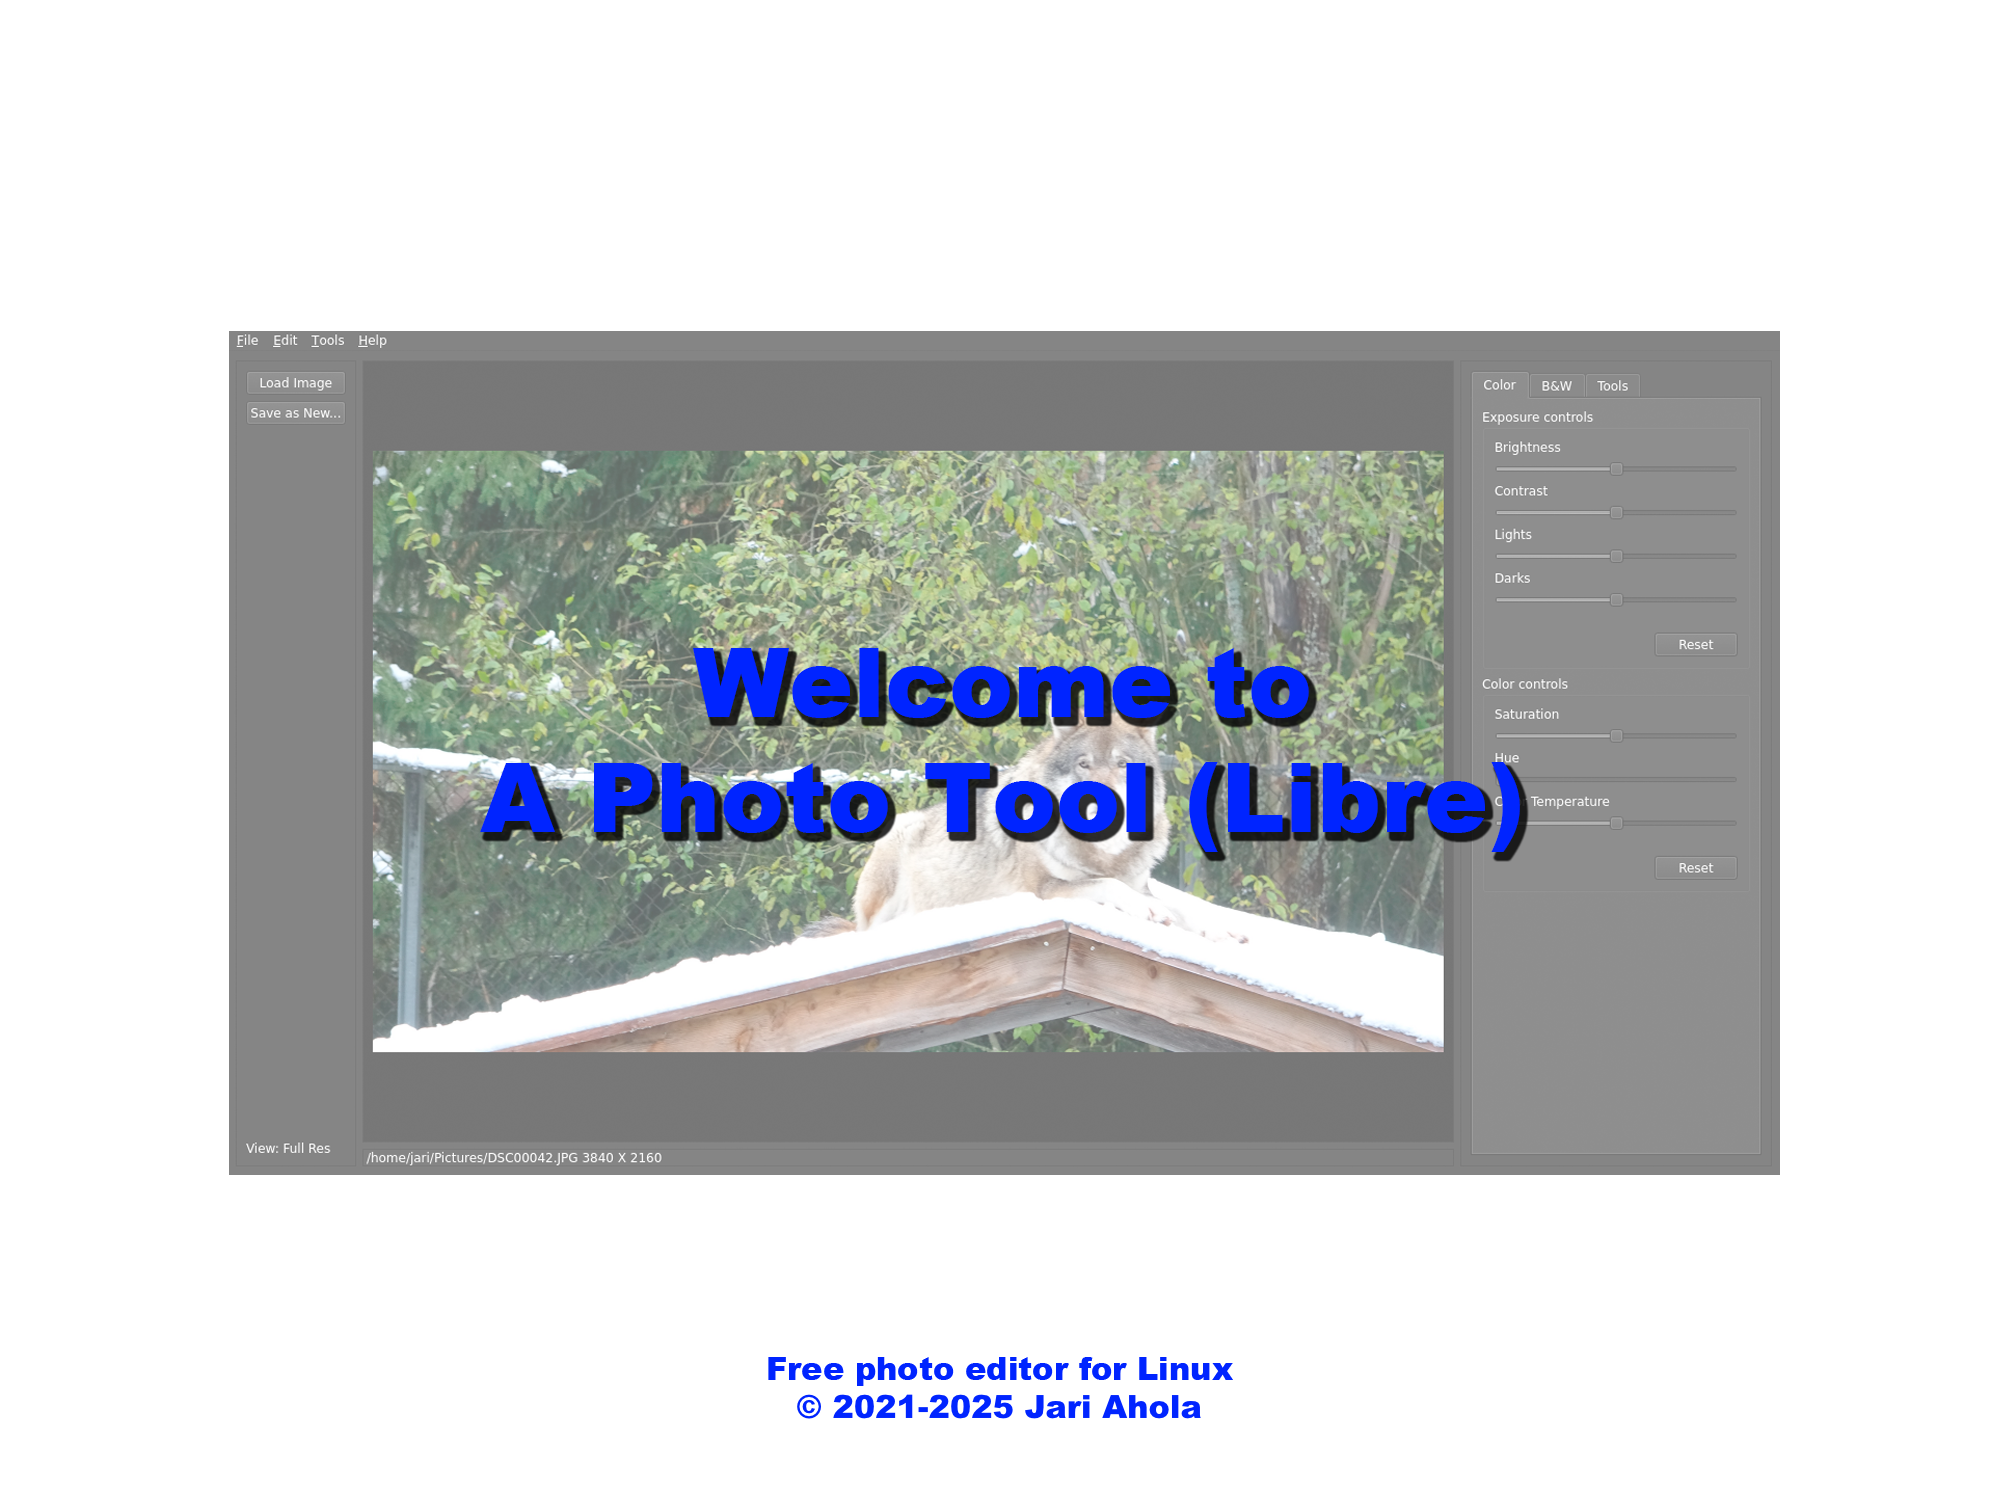 File Edit Tools Help
Load Image
Save as New...
Color B&W Tools
Exposure controls
Brightness
Contrast
Lights
Darks
Reset
Color controls
Saturation
Hue
Temperature
Reset
Welcome to
A Photo Tool (Libre)
View: Full Res
/home/jari/Pictures/DSC00042.JPG 3840 X 2160
Free photo editor for Linux
© 2021-2025 Jari Ahola